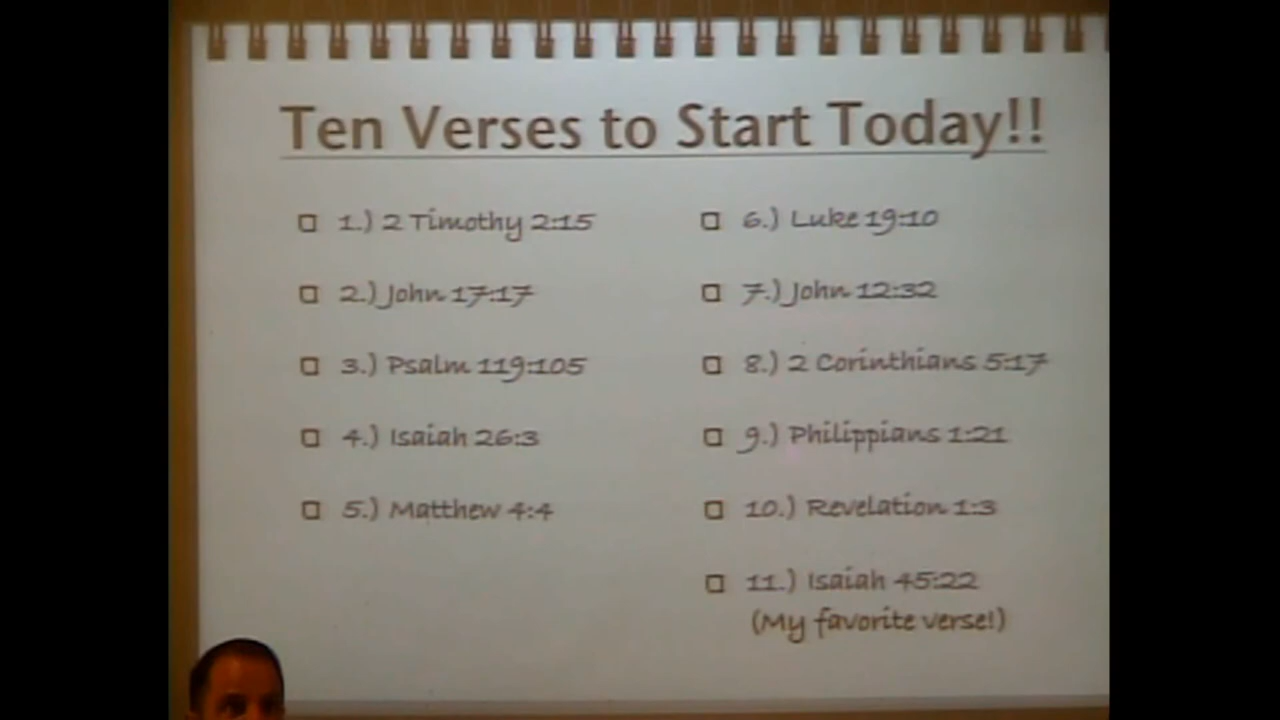 Ten Verses to Start Today!!
1.) 2 Timothy 2:15
2.) John 17:17
3.) Psalm 119:105
4.) Isaiah 26:3
5.) Matthew 4:4
6.) Luke 19:10
7.) John 12:32
8.) 2 Corinthians 5:17
9.) Philippians 1:21
10.) Revelation 1:3
11.) Isaiah 45:22
(My favorite verse!)